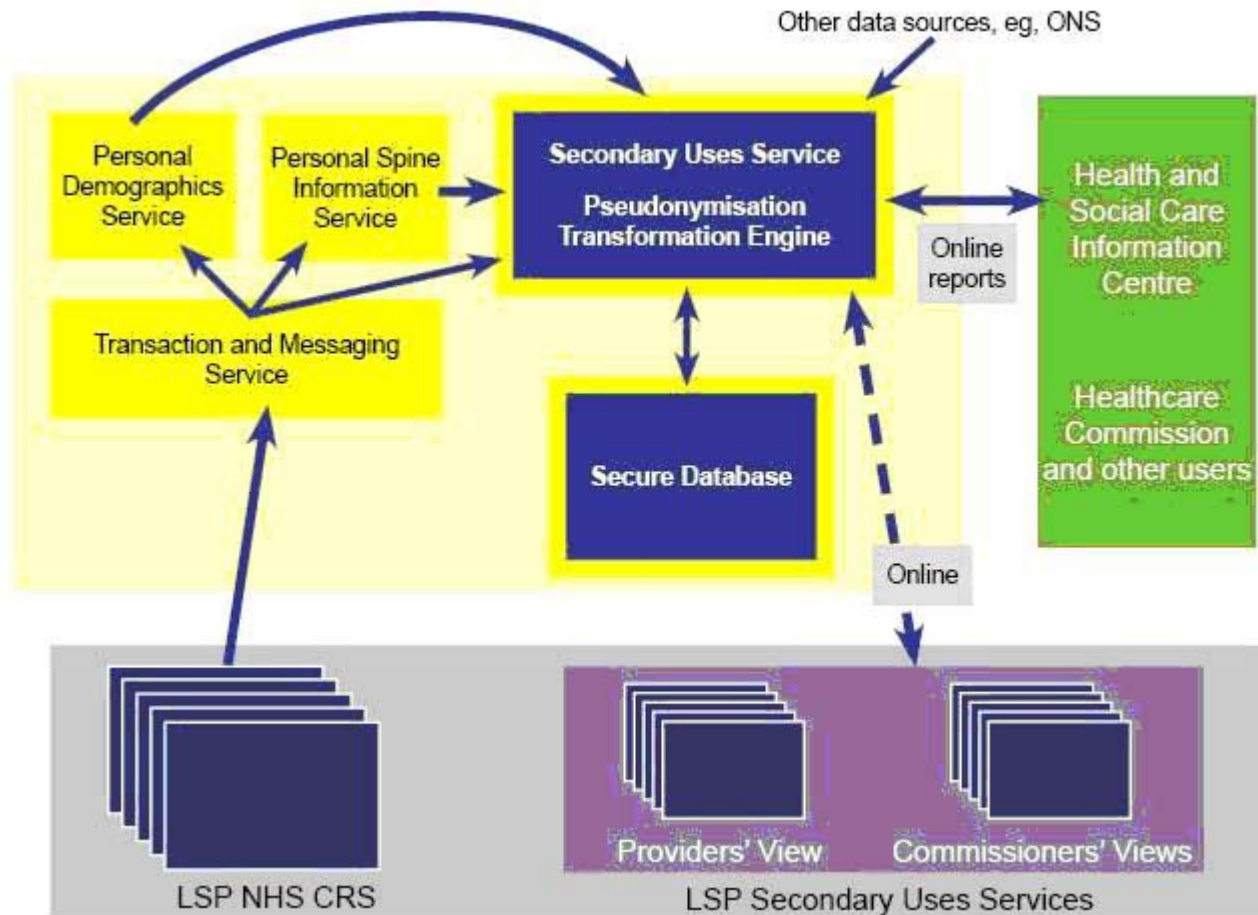 Other data sources, eg, ONS
Personal
Demographics
Service
Personal Spine
Information
Service
Secondary Uses Service
Pseudonymisation
Transformation Engine
Health and
Social Care
Information
Centre
Online
reports
Transaction and Messaging
Service
Healthcare
Commission
and other users
Secure Database
Online
Providers' View
Commissioners' Views
LSP NHS CRS
LSP Secondary Uses Services